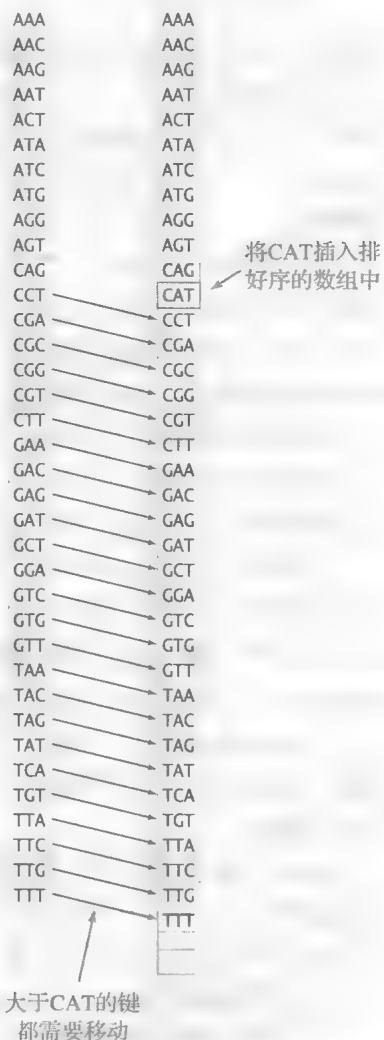 AAA AAA
AAC AAC
AAG AAG
AAT AAT
ACT ACT
ATA ATA
ATC ATC
ATG ATG
AGG AGG
AGT AGT
CAG CAG
将CAT插入排
好序的数组中
CCT CAT
CGA CCT
CGC CGA
CGG CGC
CGT CGG
CTT CGT
GAA CTT
GAC GAA
GAG GAC
GAT GAG
GCT GAT
GGA GCT
GTC GGA
GTG GTC
GTT GTG
TAA GTT
TAC TAA
TAG TAC
TAT TAG
TCA TAT
TGT TCA
TTA TGT
TTC TTA
TTG TTC
TTT TTG
TTT
大于CAT的键
都需要移动